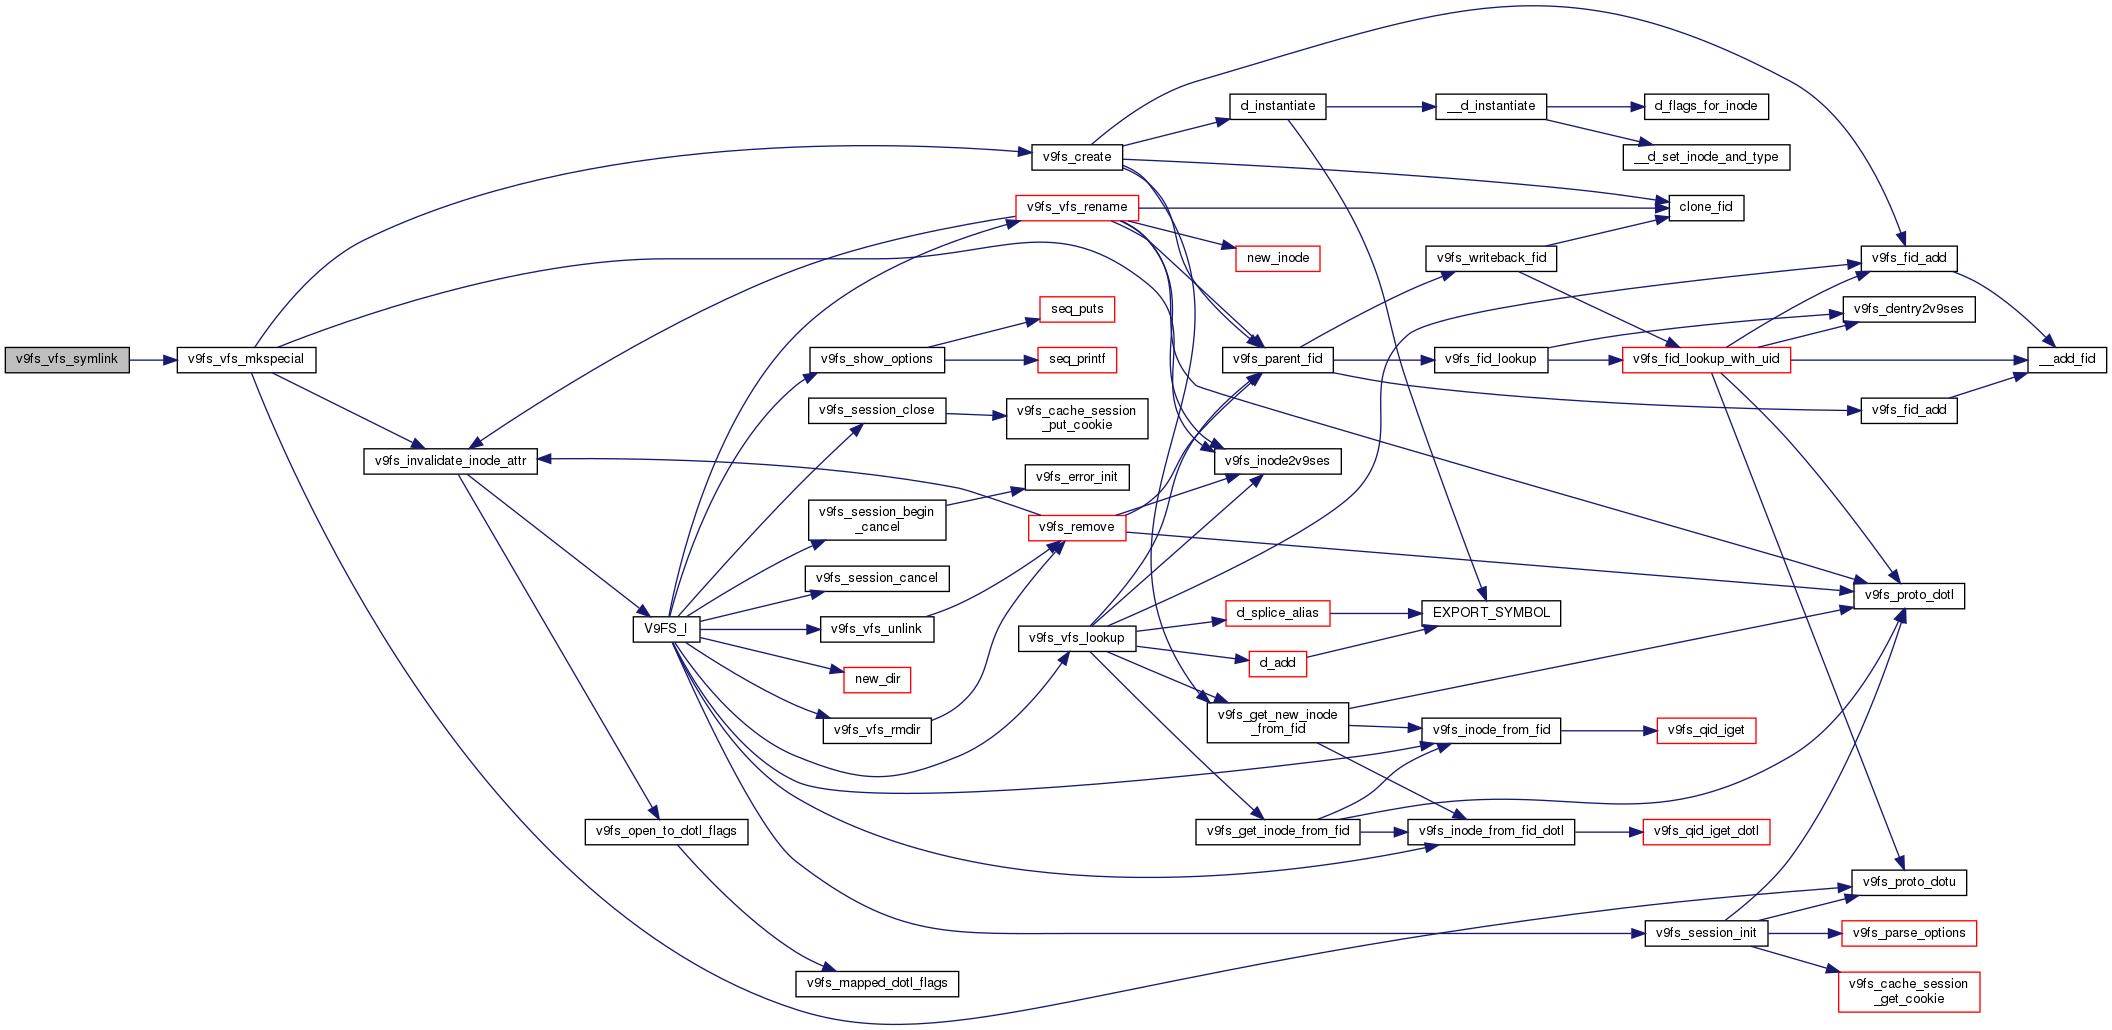 v9fs_vfs_symlink
v9fs_vfs_mkspecial
v9fs_invalidate_inode_attr
V9FS_I
v9fs_open_to_dotl_flags
v9fs_show_options
v9fs_session_close
v9fs_session_begin
_cancel
v9fs_session_cancel
v9fs_vfs_unlink
new_dir
v9fs_vfs_rmdir
v9fs_mapped_dotl_flags
v9fs_create
v9fs_vfs_rename
seq_puts
seq_printf
v9fs_cache_session
_put_cookie
v9fs_error_init
v9fs_remove
v9fs_vfs_lookup
d_instantiate
new_inode
v9fs_parent_fid
v9fs_inode2v9ses
d_splice_alias
d_add
v9fs_get_new_inode
_from_fid
v9fs_get_inode_from_fid
__d_instantiate
v9fs_writeback_fid
v9fs_fid_lookup
EXPORT_SYMBOL
v9fs_inode_from_fid
v9fs_inode_from_fid_dotl
d_flags_for_inode
__d_set_inode_and_type
clone_fid
v9fs_fid_lookup_with_uid
v9fs_qid_iget
v9fs_qid_iget_dotl
v9fs_session_init
v9fs_fid_add
v9fs_dentry2v9ses
v9fs_fid_add
v9fs_proto_dotl
v9fs_proto_dotu
v9fs_parse_options
v9fs_cache_session
_get_cookie
__add_fid